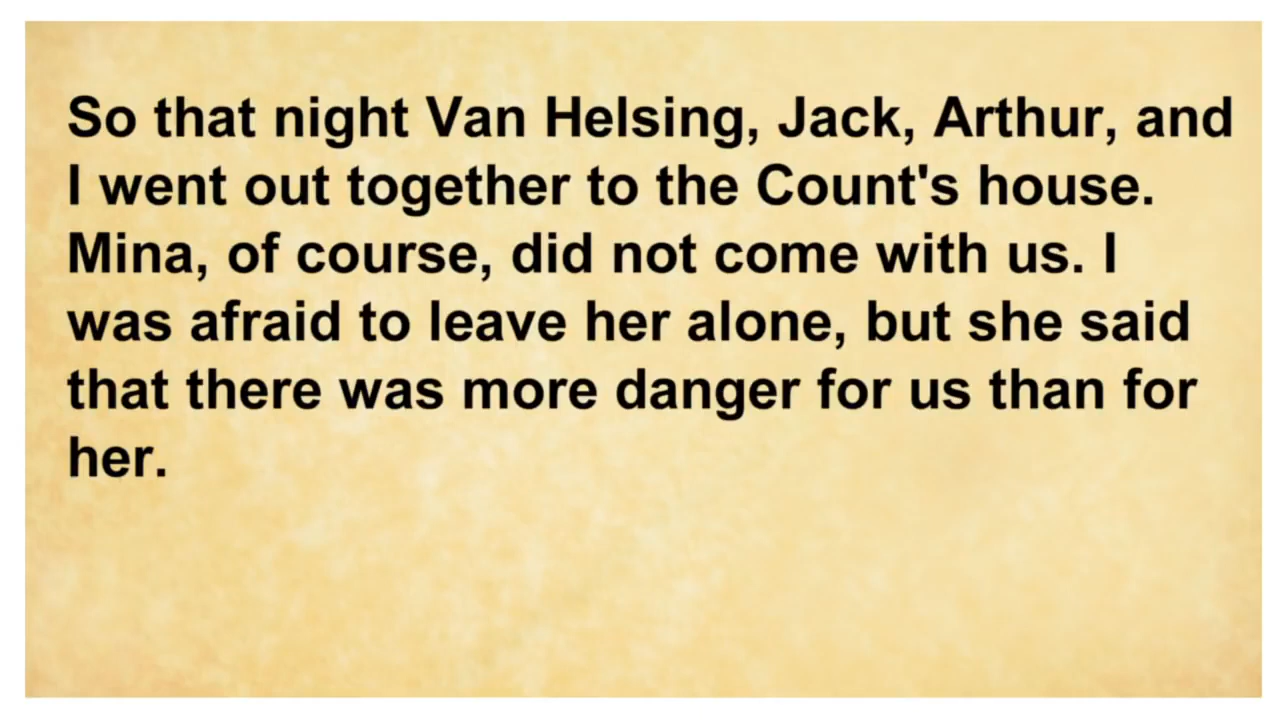 So that night Van Helsing, Jack, Arthur, and
I went out together to the Count's house.
Mina, of course, did not come with us. I
was afraid to leave her alone, but she said
that there was more danger for us than for
her.